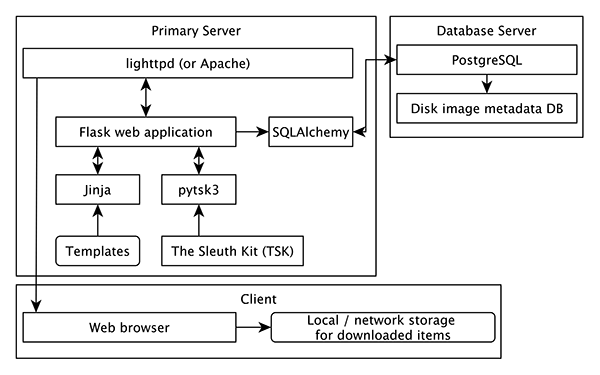 Primary Server
Database Server
lighttpd (or Apache)
PostgreSQL
Disk image metadata DB
Flask web application
SQLAlchemy
Jinja
pytsk3
Templates
The Sleuth Kit (TSK)
Client
Web browser
Local / network storage
for downloaded items